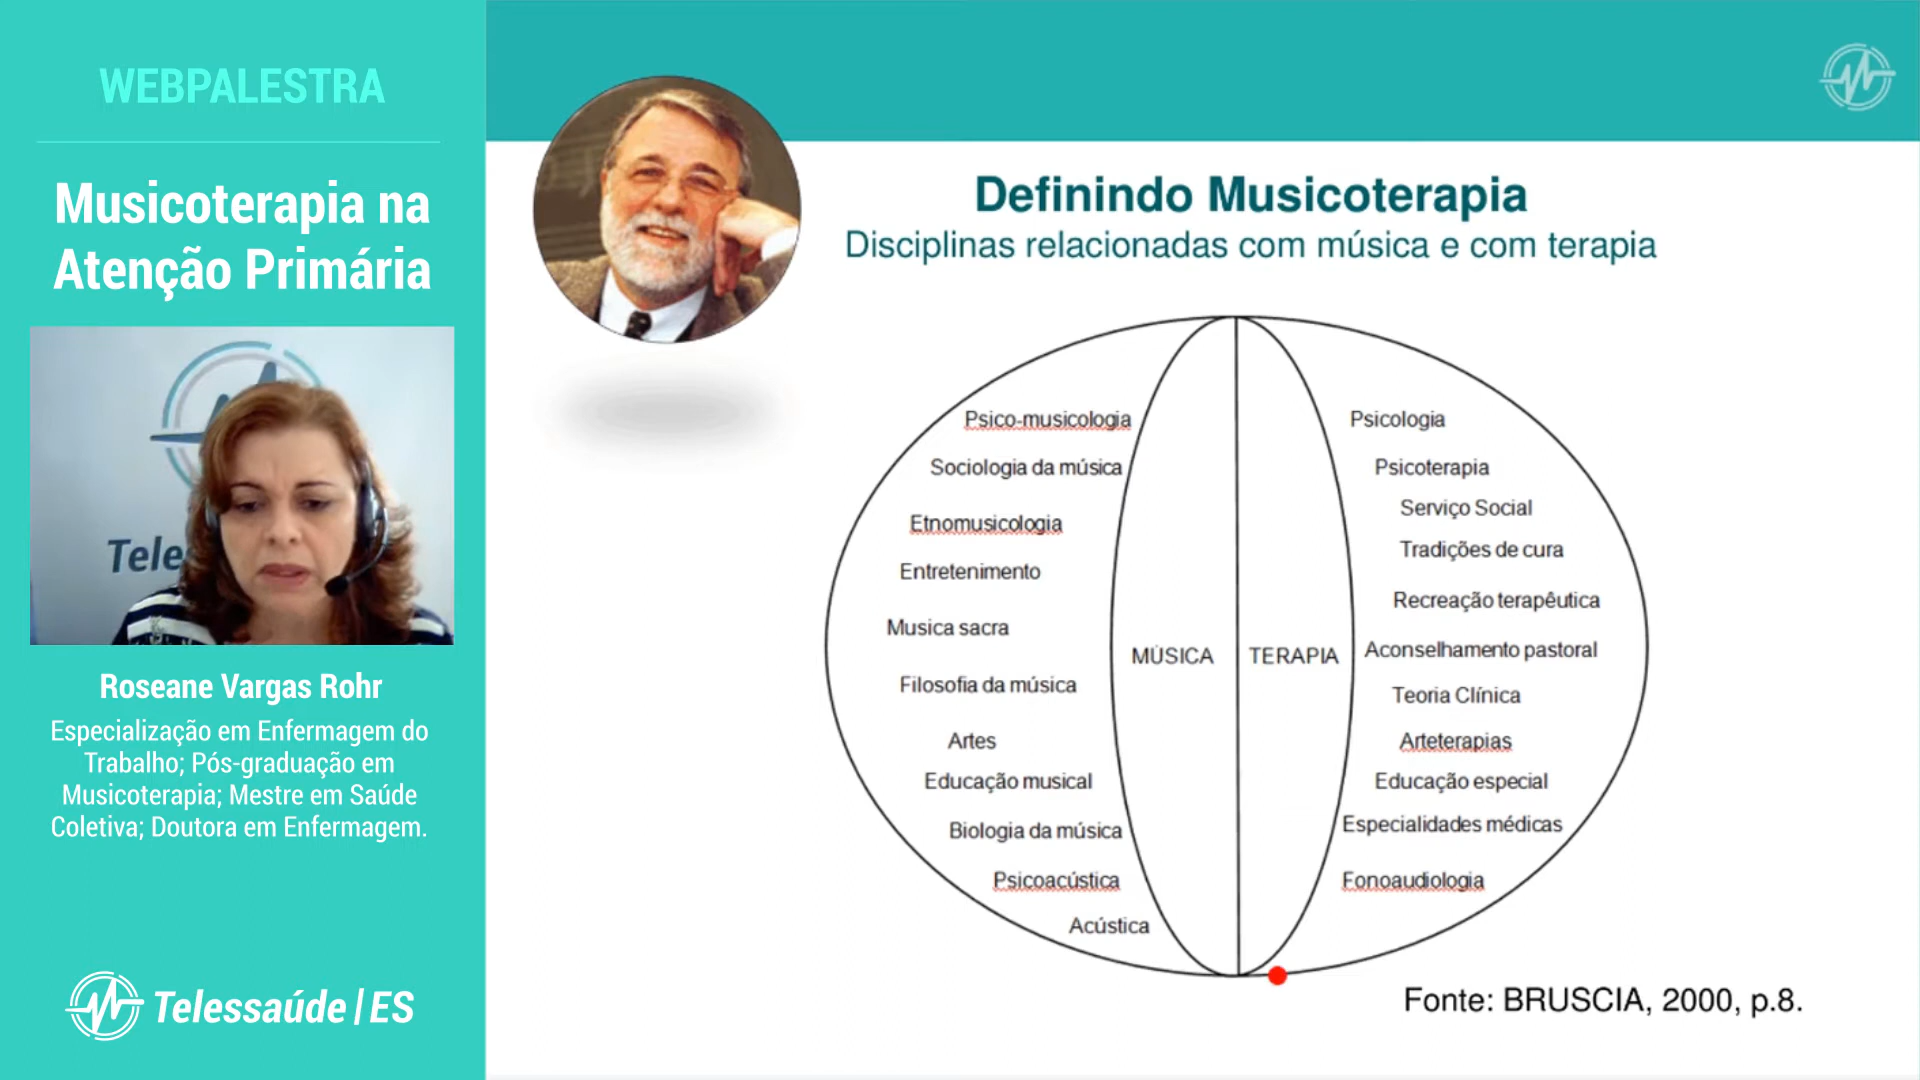 WEBPALESTRA
Musicoterapia na
Atenção Primária
Tele
Roseane Vargas Rohr
Especialização em Enfermagem do
Trabalho; Pós-graduação em
Musicoterapia; Mestre em Saúde
Coletiva; Doutora em Enfermagem.
Telessaúde|ES
Definindo Musicoterapia
Disciplinas relacionadas com música e com terapia
Psico-musicologia
Sociologia da música
Etnomusicologia
Entretenimento
Musica sacra
Filosofia da música
Artes
Educação musical
Biologia da música
Psicoacústica
Acústica
MÚSICA
TERAPIA
Psicologia
Psicoterapia
Serviço Social
Tradições de cura
Recreação terapêutica
Aconselhamento pastoral
Teoria Clínica
Arteterapias
Educação especial
Especialidades médicas
Fonoaudiologia
Fonte: BRUSCIA, 2000, p.8.